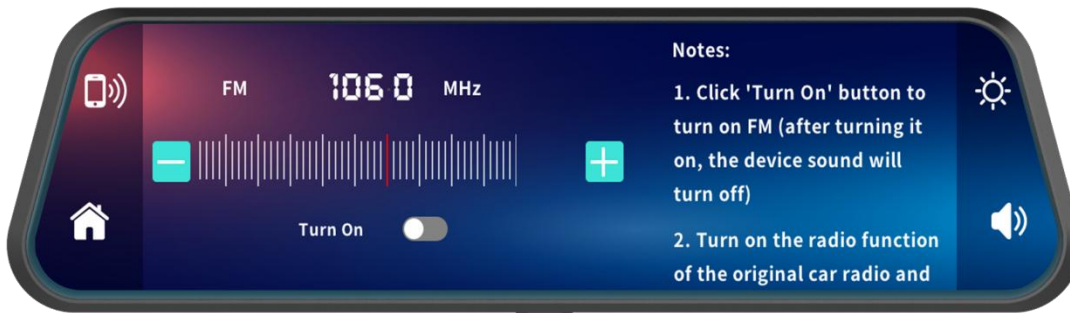 FM 106.0 MHz
Turn On
Notes:
1. Click 'Turn On' button to
turn on FM (after turning it
on, the device sound will
turn off)
2. Turn on the radio function
of the original car radio and